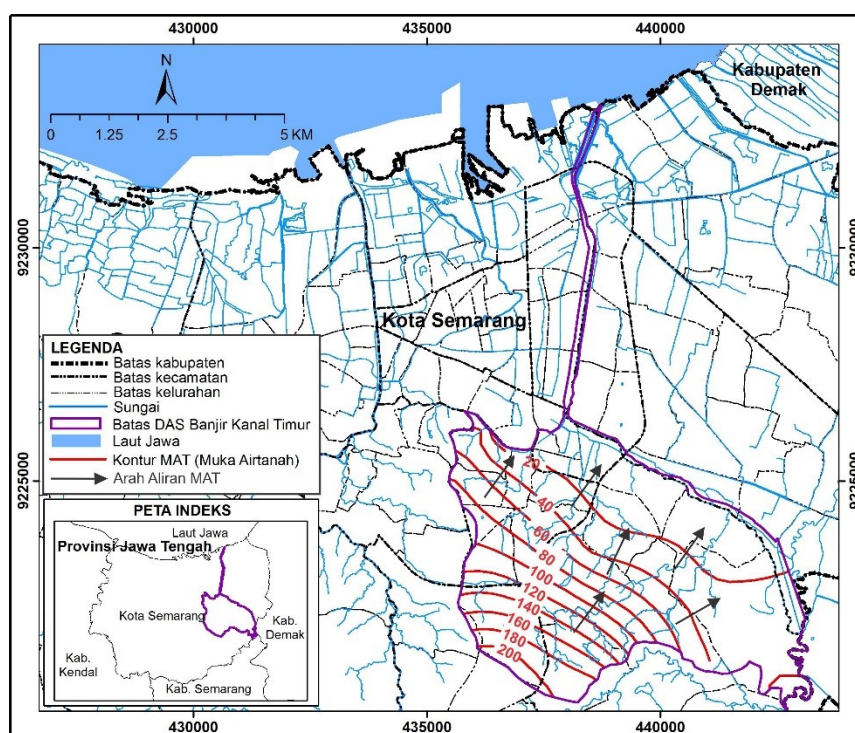 430000 435000 440000
N
0 1.25 2.5 5 KM
Kabupaten
Demak
9230000
9230000
Kota Semarang
LEGENDA
Batas kabupaten
Batas kecamatan
Batas kelurahan
Sungai
Batas DAS Banjir Kanal Timur
Laut Jawa
Kontur MAT (Muka Airtanah)
Arah Aliran MAT
9225000
9225000
20
40
60
80
100
120
140
160
180
200
PETA INDEKS
Laut Jawa
Provinsi Jawa Tengah
Kota Semarang
Kab.
Demak
Kab.
Kendal
Kab. Semarang
430000 435000 440000